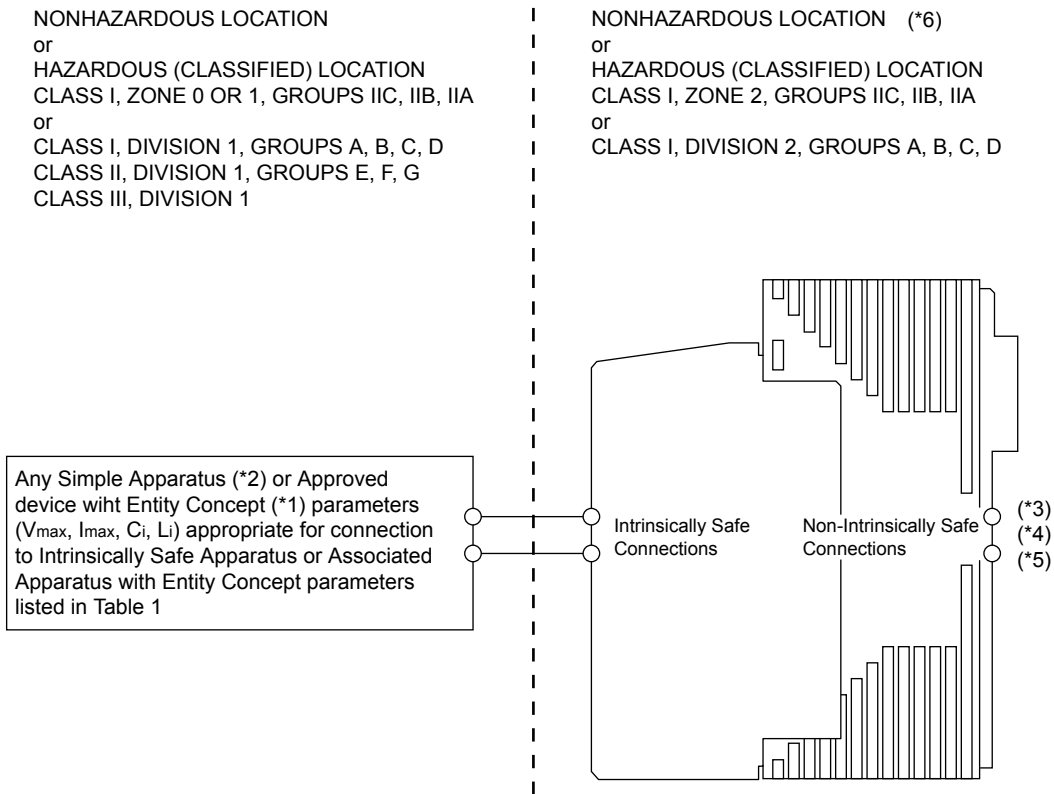 NONHAZARDOUS LOCATION
or
HAZARDOUS (CLASSIFIED) LOCATION
CLASS I, ZONE 0 OR 1, GROUPS IIC, IIB, IIA
or
CLASS I, DIVISION 1, GROUPS A, B, C, D
CLASS II, DIVISION 1, GROUPS E, F, G
CLASS III, DIVISION 1
NONHAZARDOUS LOCATION (*6)
or
HAZARDOUS (CLASSIFIED) LOCATION
CLASS I, ZONE 2, GROUPS IIC, IIB, IIA
or
CLASS I, DIVISION 2, GROUPS A, B, C, D
Any Simple Apparatus (*2) or Approved
device wiht Entity Concept (*1) parameters
(Vmax, Imax, Ci, Li) appropriate for connection
to Intrinsically Safe Apparatus or Associated
Apparatus with Entity Concept parameters
listed in Table 1
Intrinsically Safe
Connections
Non-Intrinsically Safe
Connections
(*3)
(*4)
(*5)